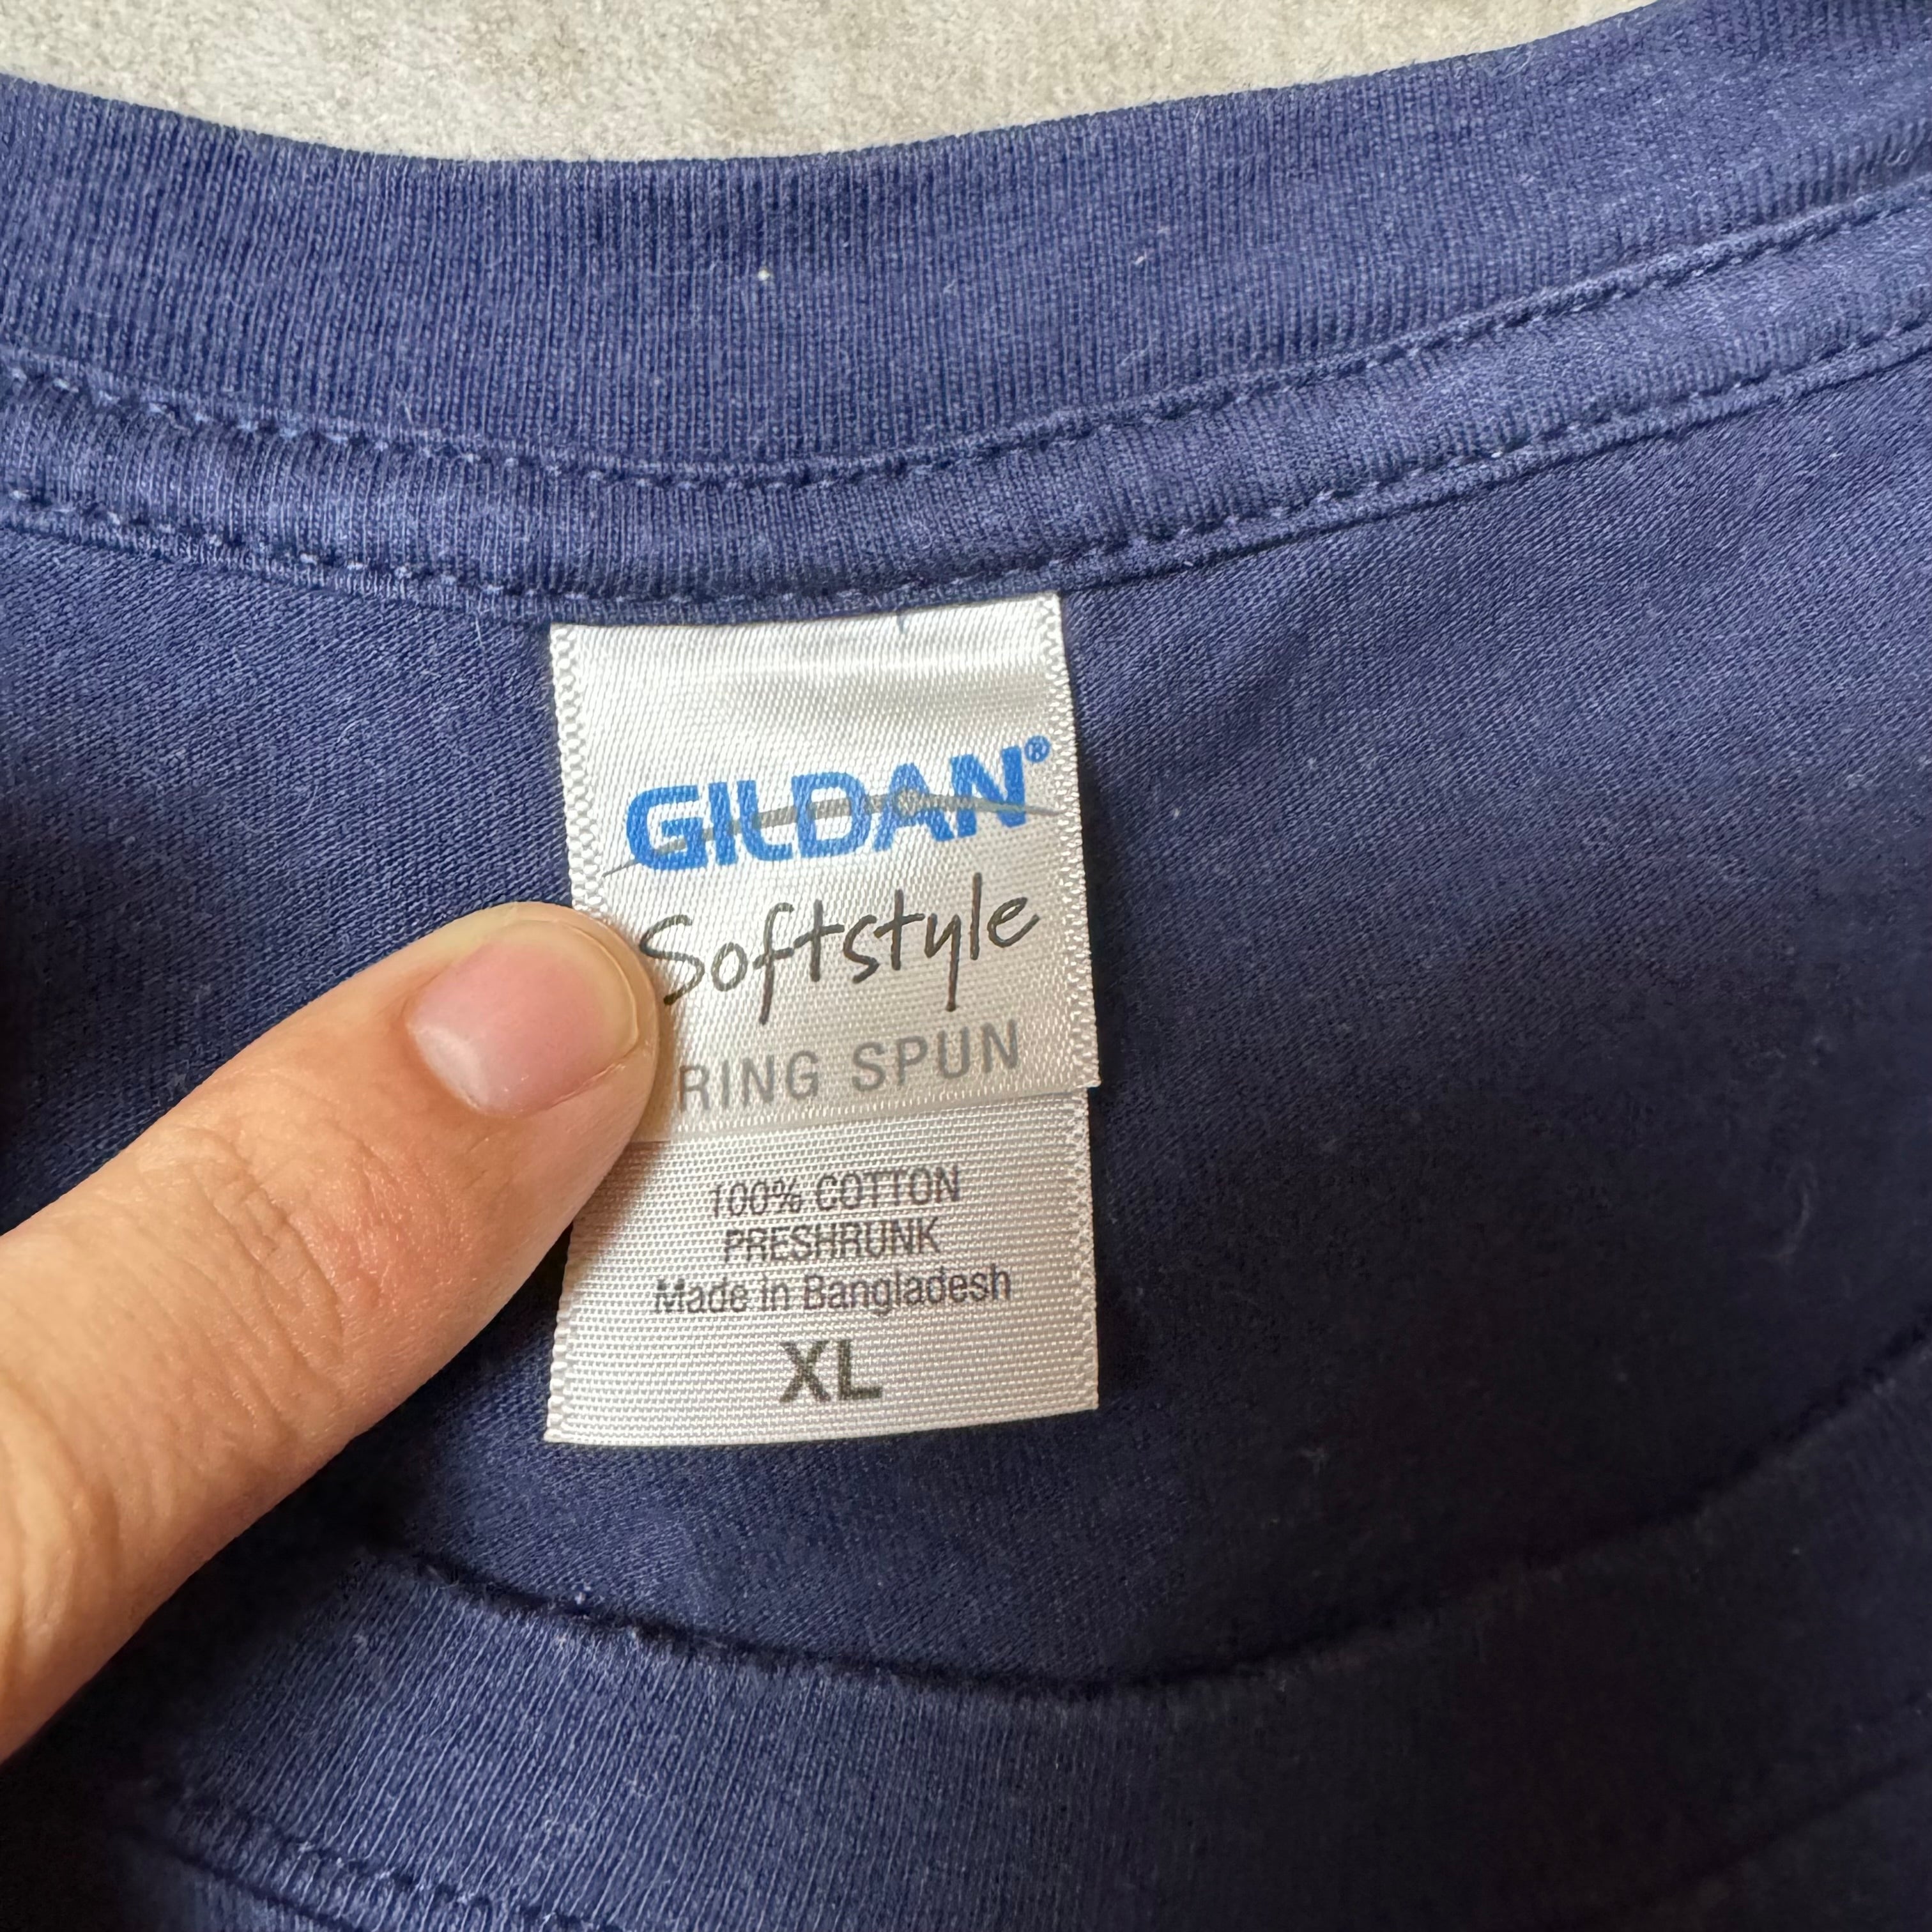 GILDAN®
Softstyle
RING SPUN
100% COTTON
PRESHRUNK
Made in Bangladesh
XL